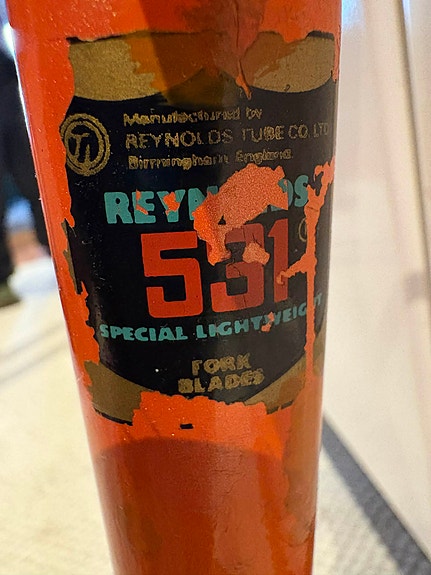 Manufactured by
REYNOLDS TUBE CO. LTD
Birmingham England
REYNOLDS
531
SPECIAL LIGHTWEIGHT
FORK
BLADES